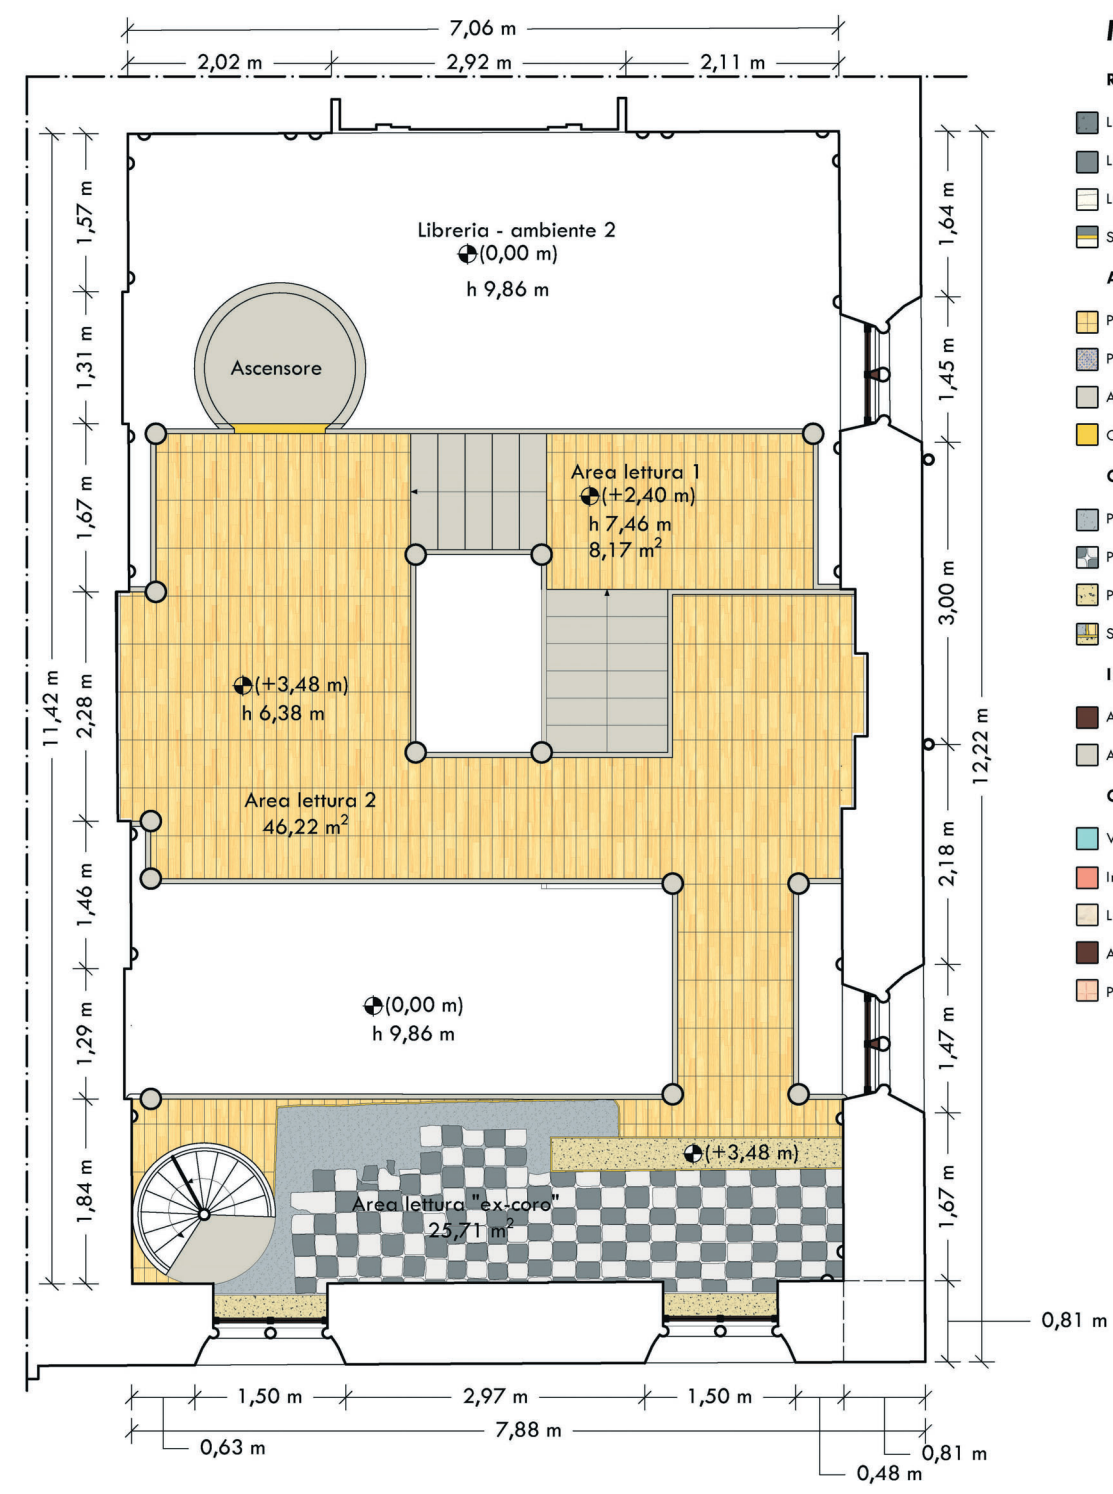 7,06 m
2,02 m
2,92 m
2,11 m
Libreria - ambiente 2
(0,00 m)
h 9,86 m
Ascensore
Area lettura 1
(+2,40 m)
h 7,46 m
8,17 m²
(+3,48 m)
h 6,38 m
Area lettura 2
46,22 m²
(0,00 m)
h 9,86 m
(+3,48 m)
Area lettura "ex-coro"
25,71 m²
11,42 m
1,57 m
1,31 m
1,67 m
2,28 m
1,46 m
1,29 m
1,84 m
1,64 m
1,45 m
3,00 m
2,18 m
1,47 m
1,67 m
12,22 m
0,81 m
1,50 m
2,97 m
1,50 m
7,88 m
0,63 m
0,81 m
0,48 m
R
L
L
L
S
A
P
P
A
C
P
P
P
S
I
A
A
V
In
L
A
P